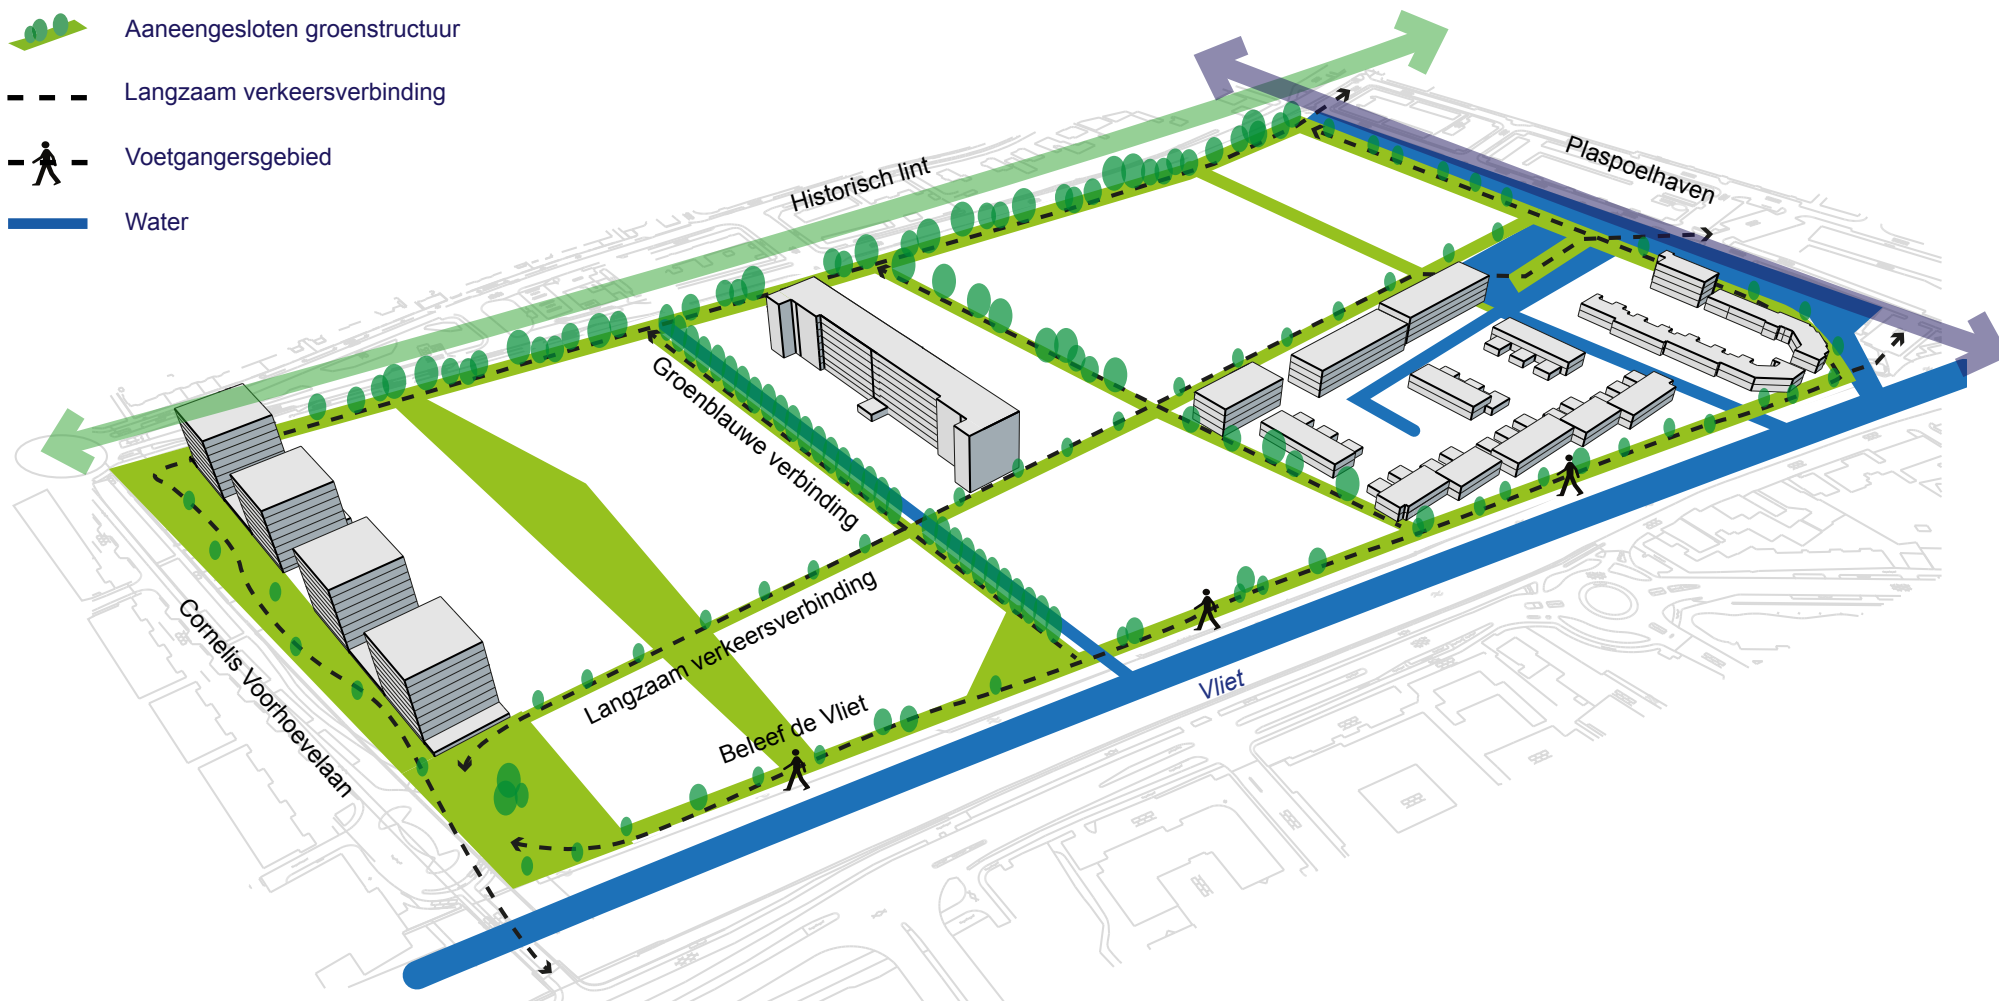 Aaneengesloten groenstructuur
Langzaam verkeersverbinding
Voetgangersgebied
Water
Historisch lint
Plaspoelhaven
Groenblauwe verbinding
Langzaam verkeersverbinding
Cornelis Voorhoevelaan
Beleef de Vliet
Vliet